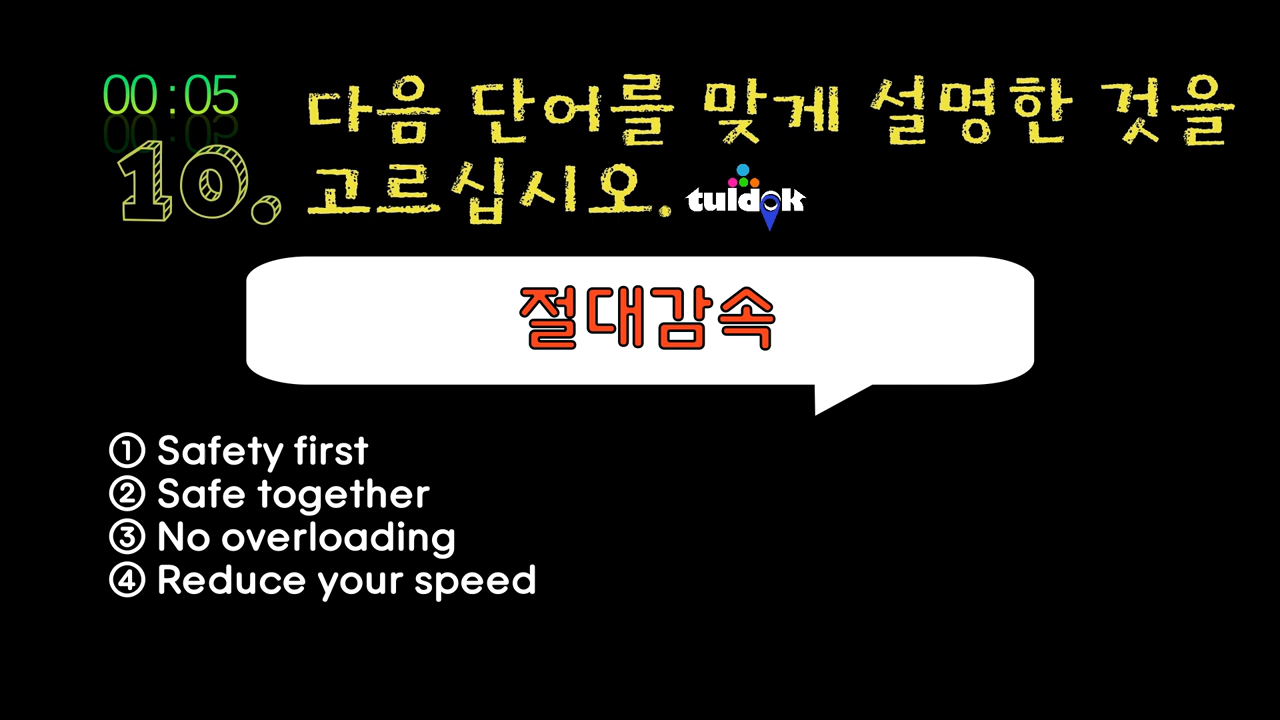 00:05
10.
다음 단어를 맞게 설명한 것을
고르십시오.
tuldok
절대감속
① Safety first
② Safe together
③ No overloading
④ Reduce your speed